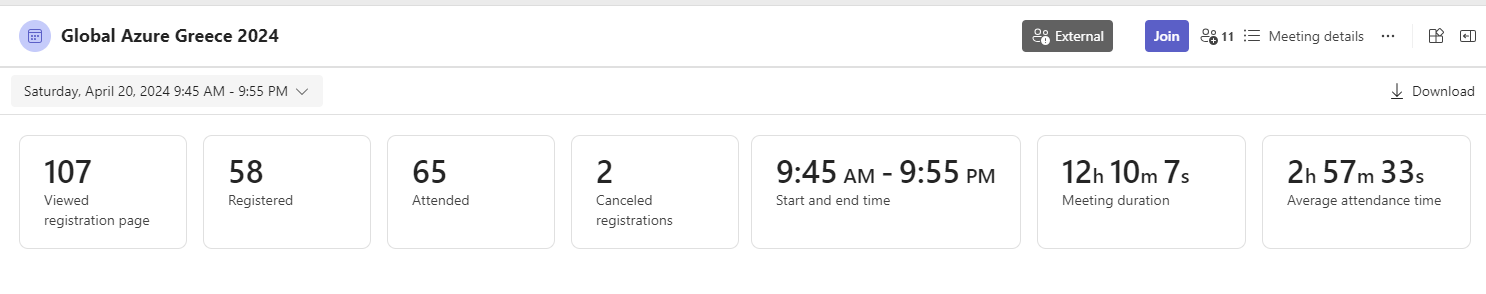 Global Azure Greece 2024
External
Join
11
Meeting details
Saturday, April 20, 2024 9:45 AM - 9:55 PM
Download
107
Viewed
registration page
58
Registered
65
Attended
2
Canceled
registrations
9:45 AM - 9:55 PM
Start and end time
12h 10m 7s
Meeting duration
2h 57m 33s
Average attendance time